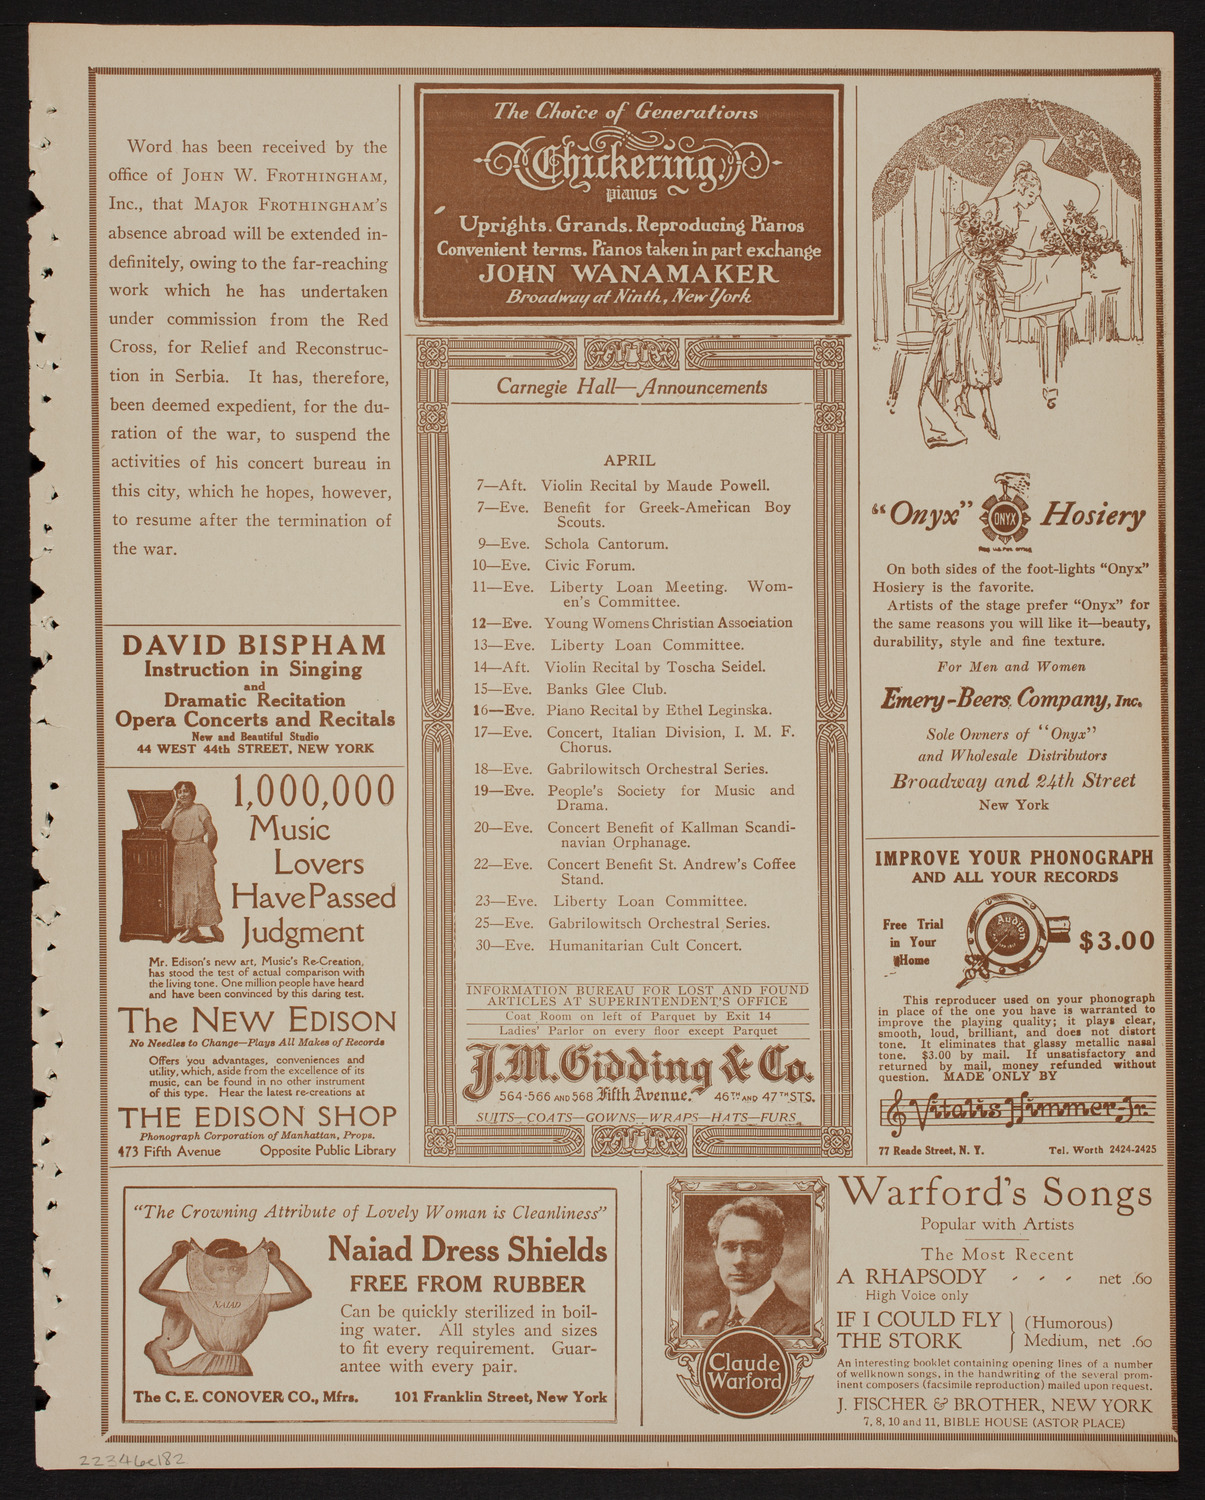 Word has been received by the
office of JOHN W. FROTHINGHAM,
Inc., that MAJOR FROTHINGHAM'S
absence abroad will be extended in-
definitely, owing to the far-reaching
work which he has undertaken
under commission from the Red
Cross, for Relief and Reconstruc-
tion in Serbia. It has, therefore,
been deemed expedient, for the du-
ration of the war, to suspend the
activities of his concert bureau in
this city, which he hopes, however,
to resume after the termination of
the war.
DAVID BISPHAM
Instruction in Singing
and
Dramatic Recitation
Opera Concerts and Recitals
New and Beautiful Studio
44 WEST 44th STREET, NEW YORK
1,000,000
Music
Lovers
Have Passed
Judgment
Mr. Edison's new art, Music's Re-Creation,
has stood the test of actual comparison with
the living tone. One million people have heard
and have been convinced by this daring test.
The NEW EDISON
No Needles to Change—Plays All Makes of Records
Offers you advantages, conveniences and
utility, which, aside from the excellence of its
music, can be found in no other instrument
of this type. Hear the latest re-creations at
THE EDISON SHOP
Phonograph Corporation of Manhattan, Props.
473 Fifth Avenue Opposite Public Library
The Choice of Generations
Chickering
pianos
Uprights. Grands. Reproducing Pianos
Convenient terms. Pianos taken in part exchange
JOHN WANAMAKER
Broadway at Ninth, New York
Carnegie Hall—Announcements
APRIL
7—Aft. Violin Recital by Maude Powell.
7—Eve. Benefit for Greek-American Boy
Scouts.
9—Eve. Schola Cantorum.
10—Eve. Civic Forum.
11—Eve. Liberty Loan Meeting. Wom-
en's Committee.
12—Eve. Young Womens Christian Association
13—Eve. Liberty Loan Committee.
14—Aft. Violin Recital by Toscha Seidel.
15—Eve. Banks Glee Club.
16—Eve. Piano Recital by Ethel Leginska.
17—Eve. Concert, Italian Division, I. M. F.
Chorus.
18—Eve. Gabrilowitsch Orchestral Series.
19—Eve. People's Society for Music and
Drama.
20—Eve. Concert Benefit of Kallman Scandi-
navian Orphanage.
22—Eve. Concert Benefit St. Andrew's Coffee
Stand.
23—Eve. Liberty Loan Committee.
25—Eve. Gabrilowitsch Orchestral Series.
30—Eve. Humanitarian Cult Concert.
INFORMATION BUREAU FOR LOST AND FOUND
ARTICLES AT SUPERINTENDENT'S OFFICE
Coat Room on left of Parquet by Exit 14
Ladies' Parlor on every floor except Parquet
J.M. Gidding & Co.
564-566 AND 568 Fifth Avenue. 46TH AND 47TH STS.
SUITS—COATS—GOWNS—WRAPS—HATS—FURS
"Onyx" ONYX Hosiery
Reg U.S. Pat. Office
On both sides of the foot-lights "Onyx"
Hosiery is the favorite.
Artists of the stage prefer "Onyx" for
the same reasons you will like it—beauty,
durability, style and fine texture.
For Men and Women
Emery-Beers Company, Inc.
Sole Owners of "Onyx"
and Wholesale Distributors
Broadway and 24th Street
New York
IMPROVE YOUR PHONOGRAPH
AND ALL YOUR RECORDS
Free Trial
in Your
Home
Audion
$3.00
This reproducer used on your phonograph
in place of the one you have is warranted to
improve the playing quality; it plays clear,
smooth, loud, brilliant, and does not distort
tone. It eliminates that glassy metallic nasal
tone. $3.00 by mail. If unsatisfactory and
returned by mail, money refunded without
question. MADE ONLY BY
Vitalis Himmer-Jr.
77 Reade Street, N. Y. Tel. Worth 2424-2425
"The Crowning Attribute of Lovely Woman is Cleanliness"
NAIAD
Naiad Dress Shields
FREE FROM RUBBER
Can be quickly sterilized in boil-
ing water. All styles and sizes
to fit every requirement. Guar-
antee with every pair.
The C. E. CONOVER CO., Mfrs. 101 Franklin Street, New York
Claude
Warford
Warford's Songs
Popular with Artists
The Most Recent
A RHAPSODY - - - net .60
High Voice only
IF I COULD FLY } (Humorous)
THE STORK } Medium, net .60
An interesting booklet containing opening lines of a number
of wellknown songs, in the handwriting of the several prom-
inent composers (facsimile reproduction) mailed upon request.
J. FISCHER & BROTHER, NEW YORK
7, 8, 10 and 11, BIBLE HOUSE (ASTOR PLACE)
22346e182